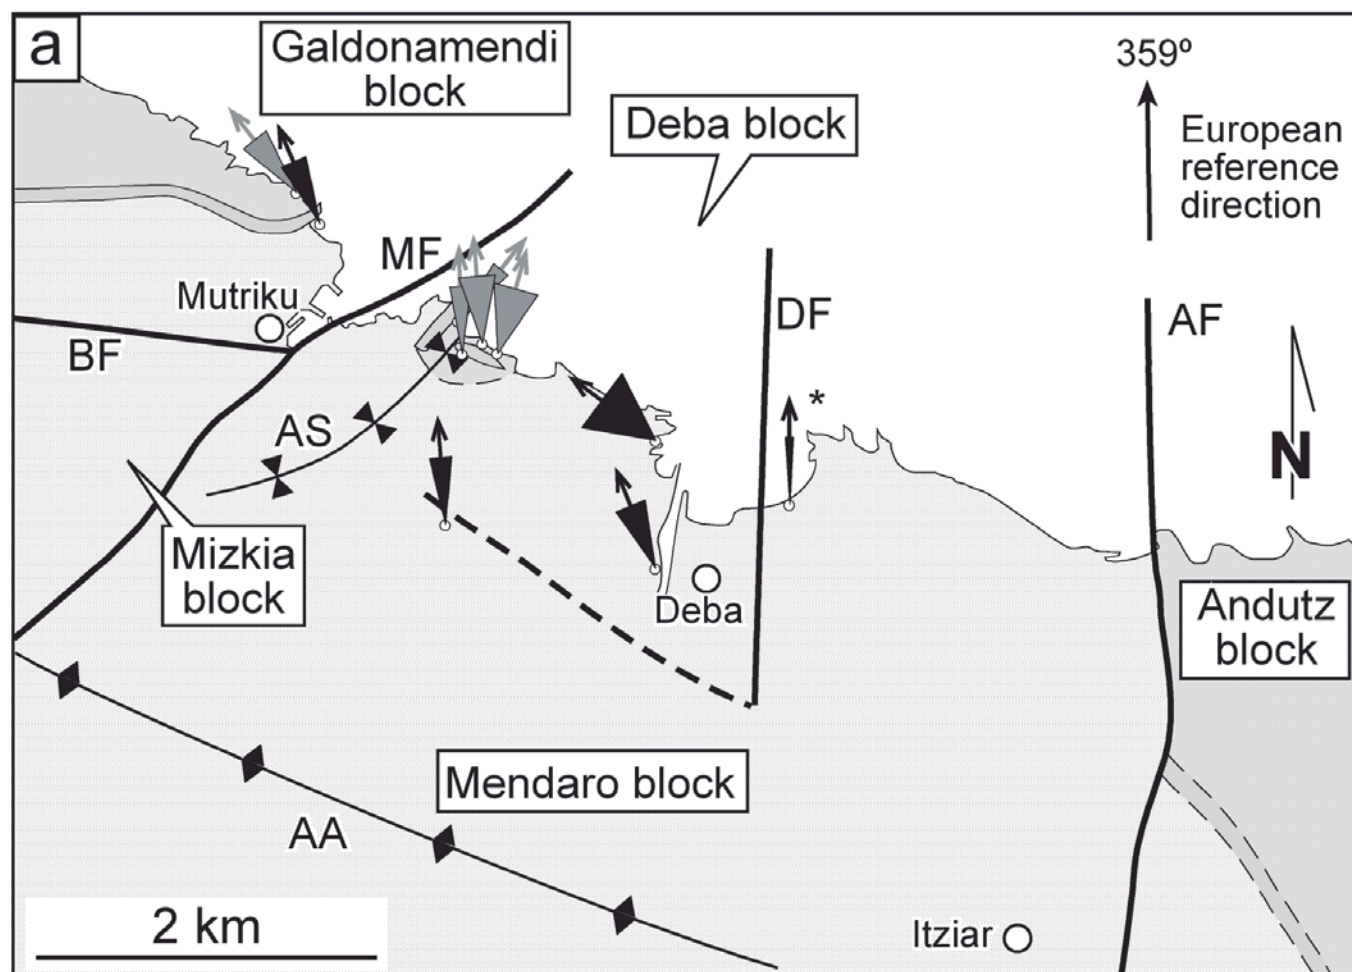 a
Galdonamendi
block
Deba block
359º
European
reference
direction
MF
Mutriku
BF
DF
AF
*
AS
N
Mizkia
block
Deba
Andutz
block
Mendaro block
AA
2 km
Itziar